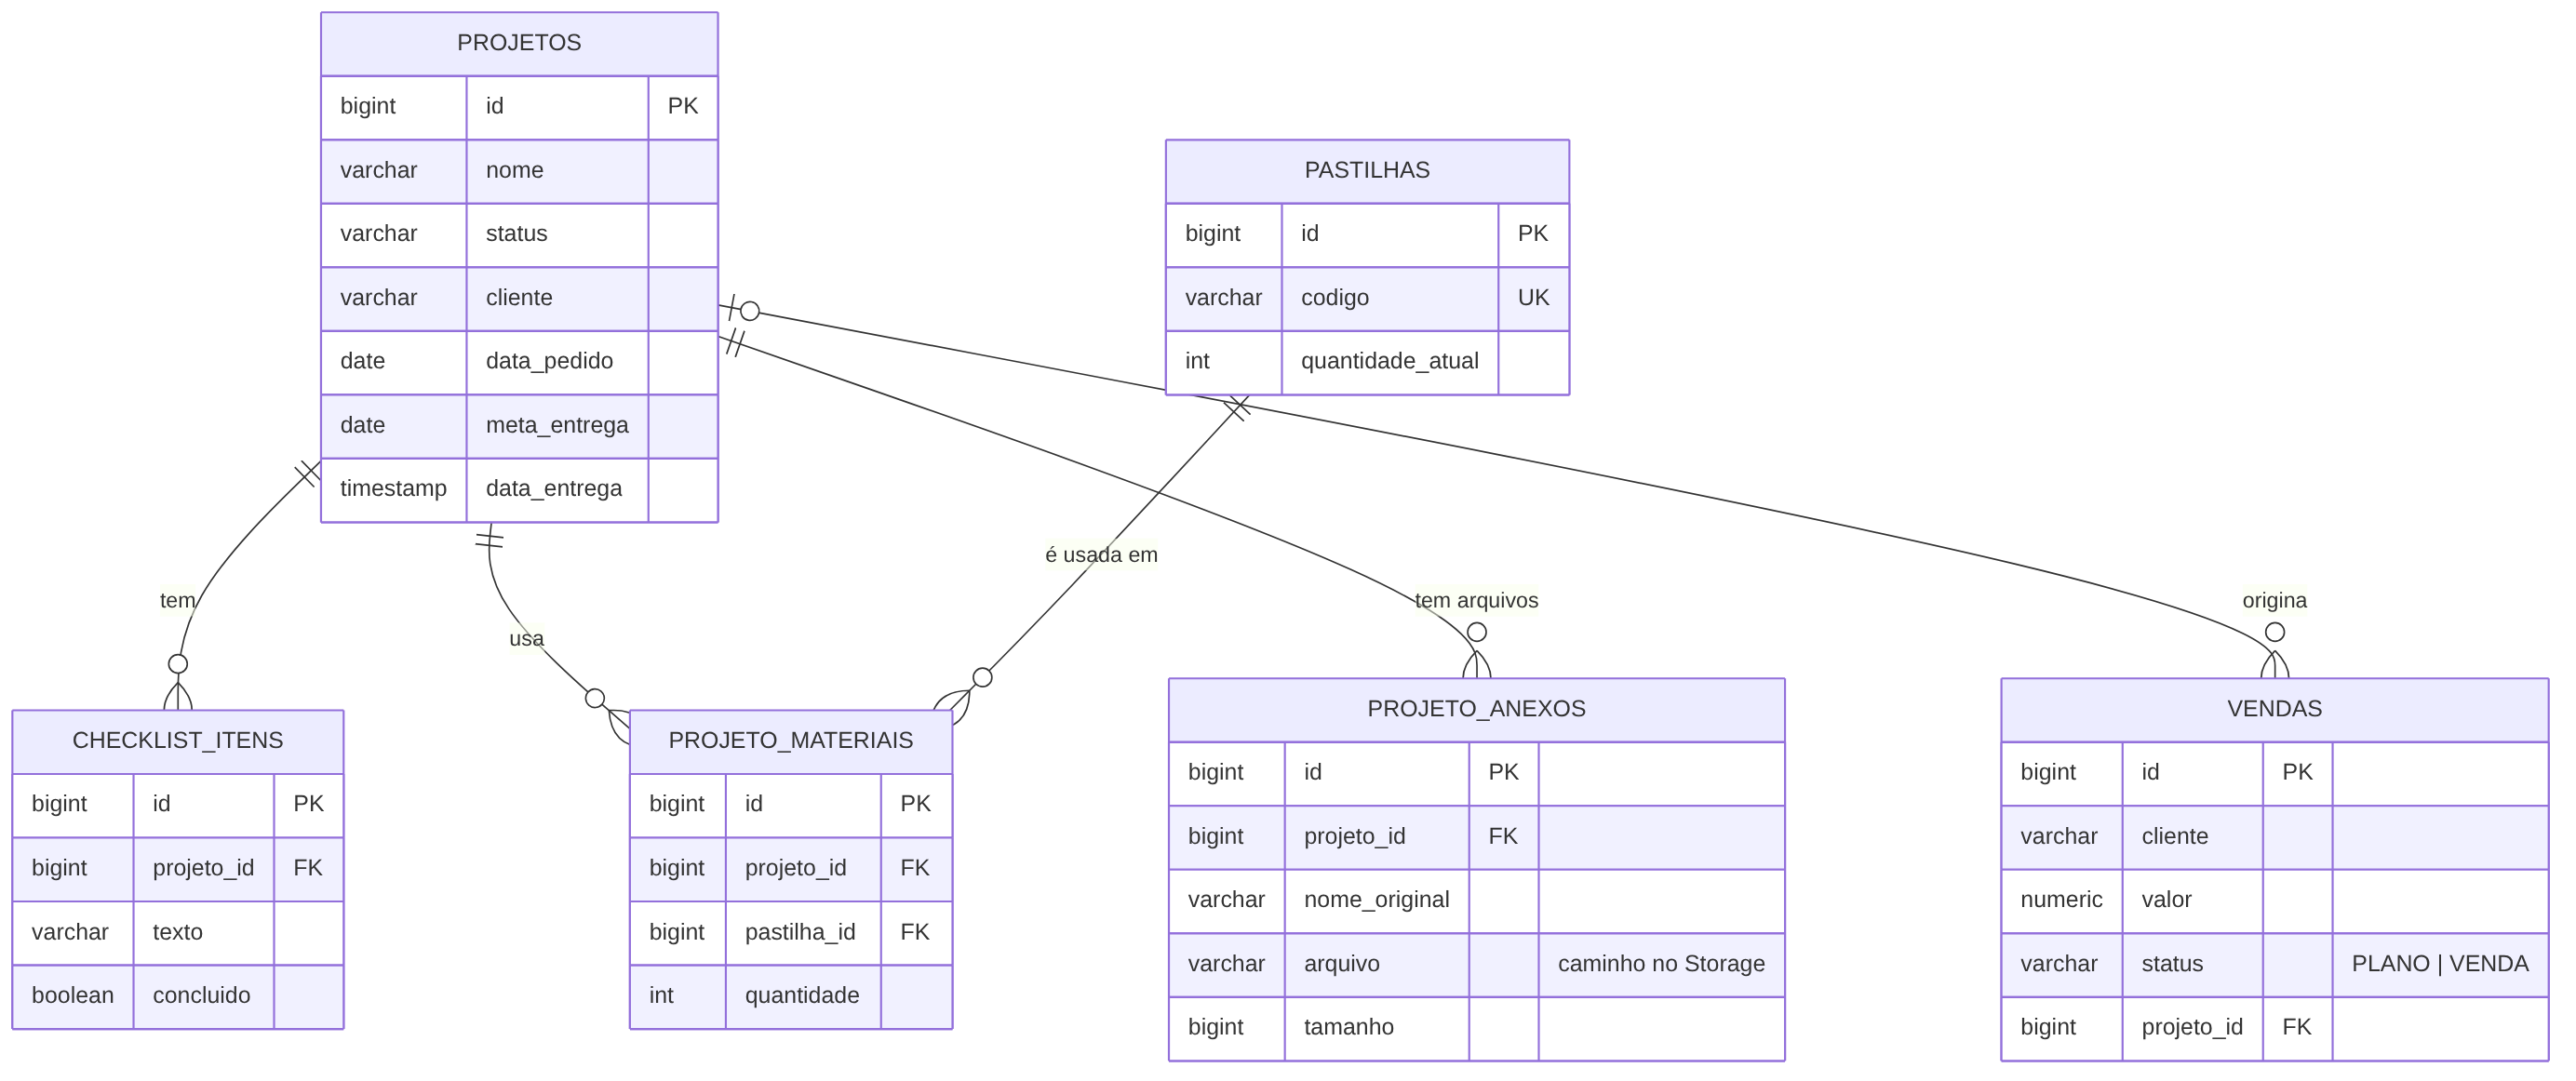 PROJETOS
bigint id PK
varchar nome
varchar status
varchar cliente
date data_pedido
date meta_entrega
timestamp data_entrega
PASTILHAS
bigint id PK
varchar codigo UK
int quantidade_atual
tem
usa
é usada em
tem arquivos
origina
CHECKLIST_ITENS
bigint id PK
bigint projeto_id FK
varchar texto
boolean concluido
PROJETO_MATERIAIS
bigint id PK
bigint projeto_id FK
bigint pastilha_id FK
int quantidade
PROJETO_ANEXOS
bigint id PK
bigint projeto_id FK
varchar nome_original
varchar arquivo caminho no Storage
bigint tamanho
VENDAS
bigint id PK
varchar cliente
numeric valor
varchar status PLANO | VENDA
bigint projeto_id FK